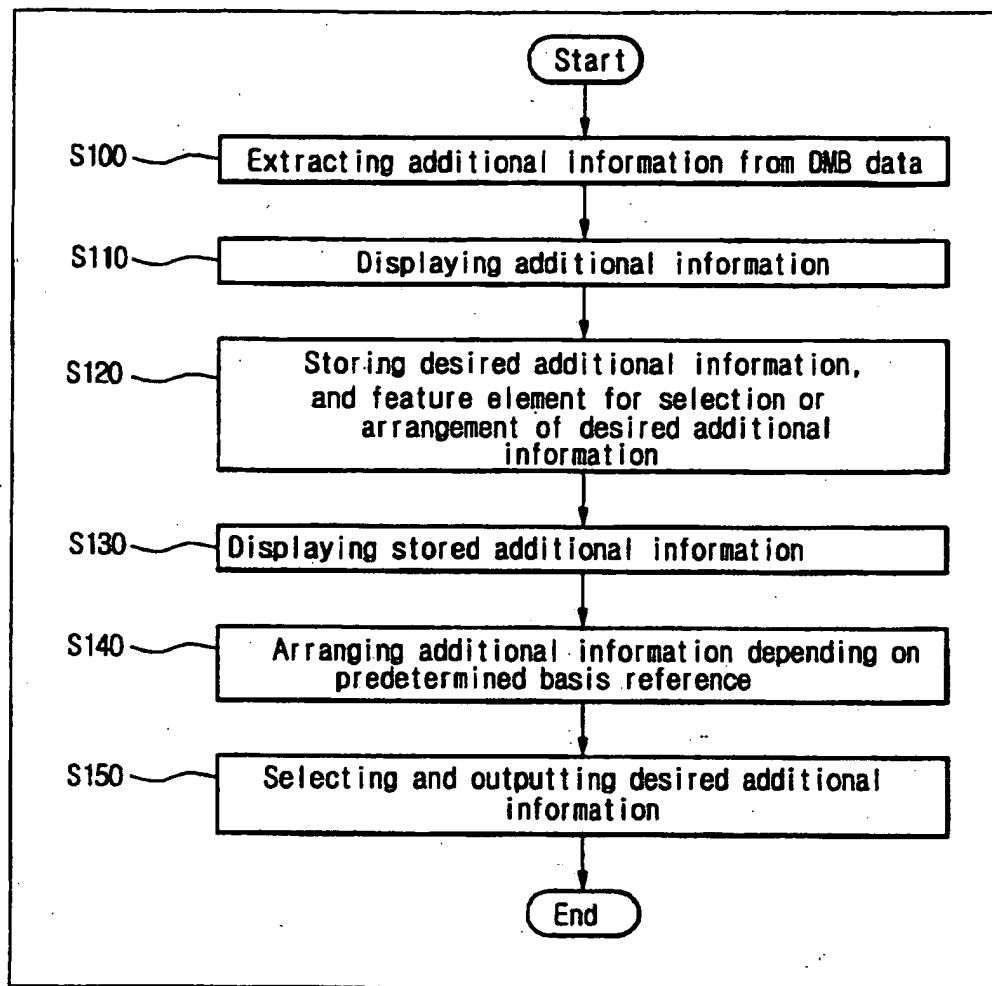 Start
S100
Extracting additional information from DMB data
S110
Displaying additional information
S120
Storing desired additional information,
and feature element for selection or
arrangement of desired additional
information
S130
Displaying stored additional information
S140
Arranging additional information depending on
predetermined basis reference
S150
Selecting and outputting desired additional
information
End